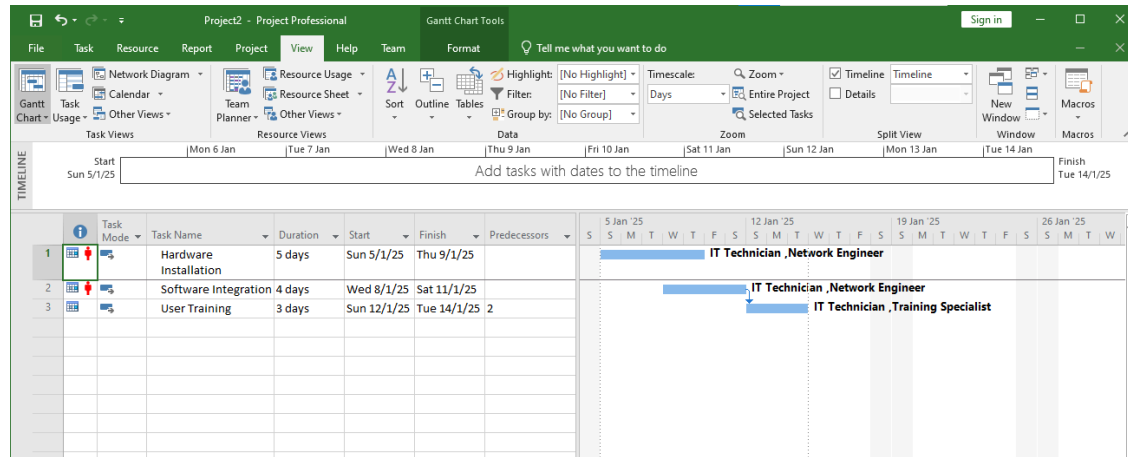 Project2 - Project Professional
Gantt Chart Tools
Sign in
File Task Resource Report Project View Help Team Format Tell me what you want to do
Gantt Chart
Task Usage
Network Diagram
Calendar
Other Views
Task Views
Team Planner
Resource Usage
Resource Sheet
Other Views
Resource Views
Sort
Outline
Tables
Highlight: [No Highlight]
Filter: [No Filter]
Group by: [No Group]
Data
Timescale:
Days
Zoom
Entire Project
Selected Tasks
Zoom
Timeline Timeline
Details
Split View
New Window
Window
Macros
Macros
TIMELINE
Mon 6 Jan Tue 7 Jan Wed 8 Jan Thu 9 Jan Fri 10 Jan Sat 11 Jan Sun 12 Jan Mon 13 Jan Tue 14 Jan
Start
Sun 5/1/25
Add tasks with dates to the timeline
Finish
Tue 14/1/25
Task Mode Task Name Duration Start Finish Predecessors
5 Jan '25 12 Jan '25 19 Jan '25 26 Jan '25
S S M T W T F S S M T W T F S S M T W T F S S M T W
1 Hardware Installation 5 days Sun 5/1/25 Thu 9/1/25
IT Technician ,Network Engineer
2 Software Integration 4 days Wed 8/1/25 Sat 11/1/25
IT Technician ,Network Engineer
3 User Training 3 days Sun 12/1/25 Tue 14/1/25 2
IT Technician ,Training Specialist